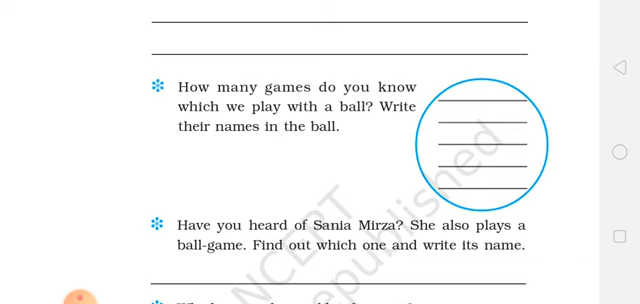 How many games do you know
which we play with a ball? Write
their names in the ball.
Have you heard of Sania Mirza? She also plays a
ball-game. Find out which one and write its name.
NCERT
republished